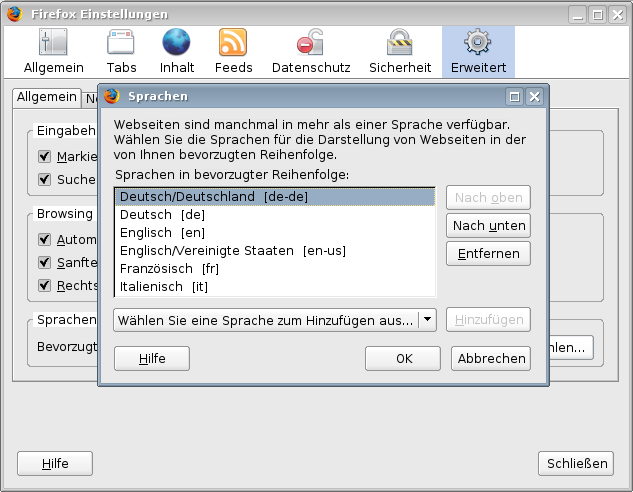 Firefox Einstellungen
Allgemein Tabs Inhalt Feeds Datenschutz Sicherheit Erweitert
Allgemein
Sprachen
Webseiten sind manchmal in mehr als einer Sprache verfügbar.
Wählen Sie die Sprachen für die Darstellung von Webseiten in der
von Ihnen bevorzugten Reihenfolge.
Sprachen in bevorzugter Reihenfolge:
Deutsch/Deutschland [de-de]
Deutsch [de]
Englisch [en]
Englisch/Vereinigte Staaten [en-us]
Französisch [fr]
Italienisch [it]
Nach oben
Nach unten
Entfernen
Wählen Sie eine Sprache zum Hinzufügen aus...
Hinzufügen
Hilfe
OK
Abbrechen
Eingabeh
Markie
Suche
Browsing
Autom
Sanfte
Rechts
Sprachen
Bevorzugt
hlen...
Hilfe
Schließen